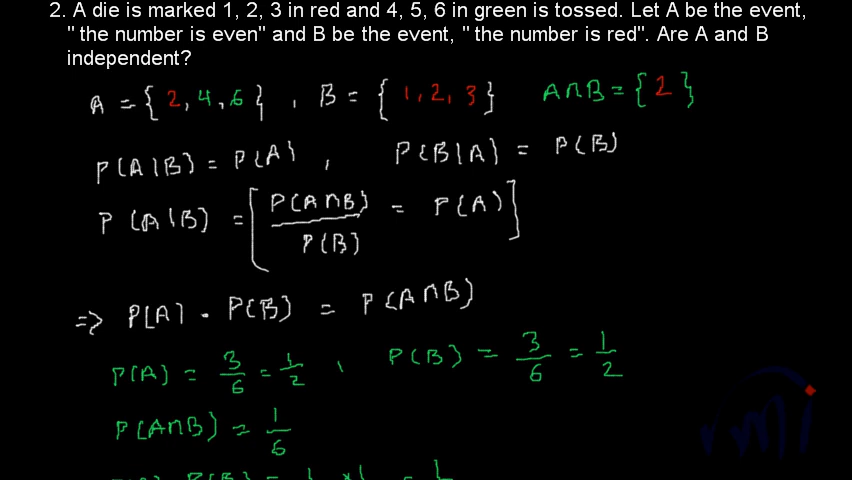 2. A die is marked 1, 2, 3 in red and 4, 5, 6 in green is tossed. Let A be the event,
" the number is even" and B be the event, " the number is red". Are A and B
independent?
A = { 2, 4, 6 } , B = { 1, 2, 3 } A∩B = { 2 }
P(A|B) = P(A) , P(B|A) = P(B)
P(A|B) = [ P(A∩B) / P(B) = P(A) ]
=> P(A) . P(B) = P(A∩B)
P(A) = 3/6 = 1/2 , P(B) = 3/6 = 1/2
P(A∩B) = 1/6